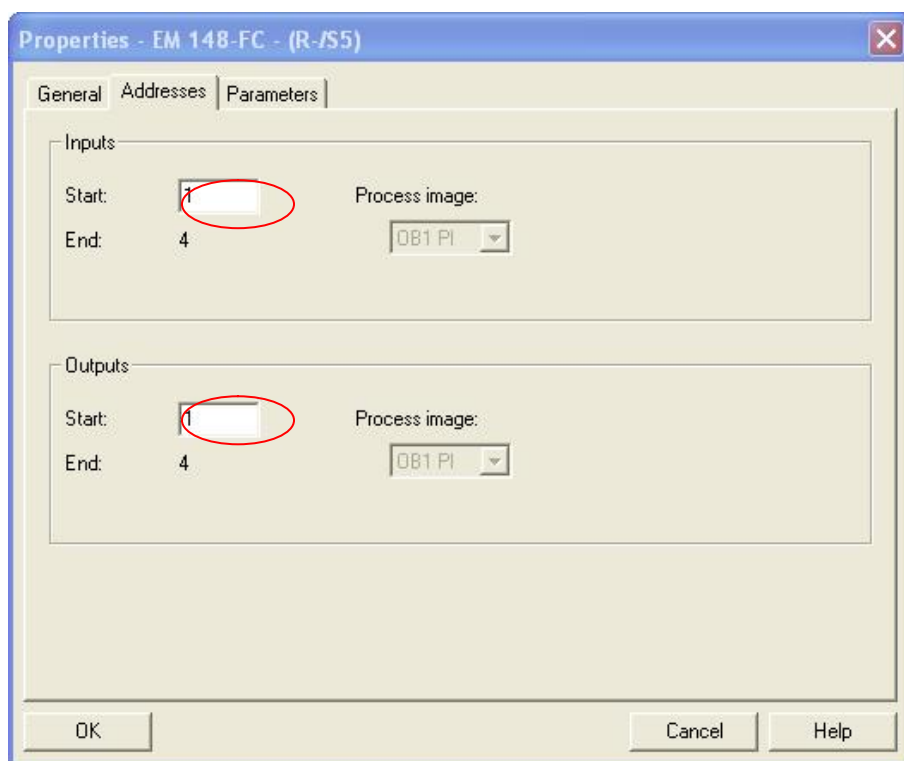 Properties - EM 148-FC - (R-/S5)
General Addresses Parameters
Inputs
Start: 1 Process image:
End: 4 OB1 PI
Outputs
Start: 1 Process image:
End: 4 OB1 PI
OK Cancel Help